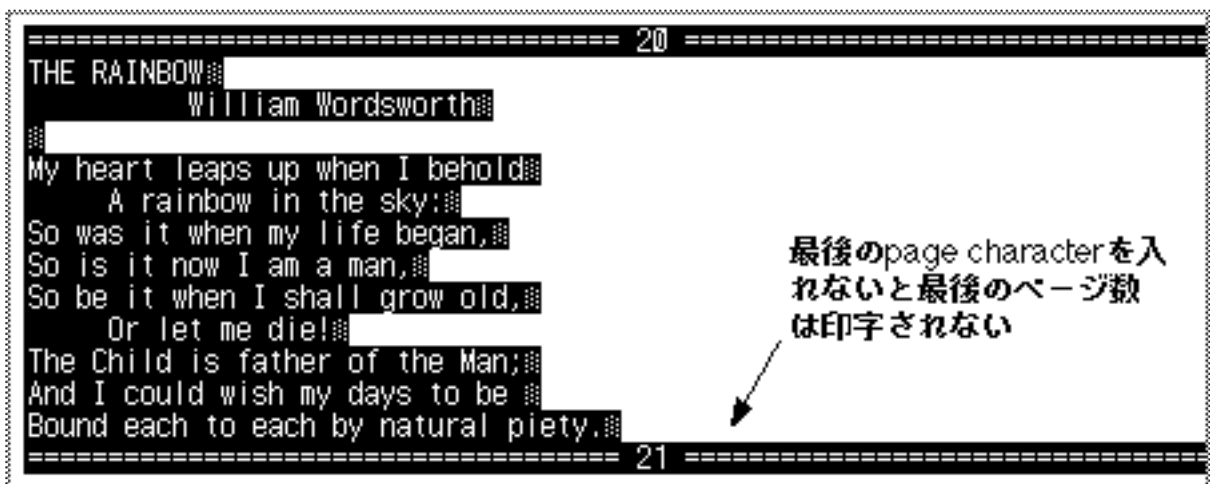 ===================================== 20 =================================
THE RAINBOW
William Wordsworth
My heart leaps up when I behold
A rainbow in the sky:
So was it when my life began,
So is it now I am a man,
So be it when I shall grow old,
Or let me die!
The Child is father of the Man;
And I could wish my days to be
Bound each to each by natural piety.
最後のpage characterを入
れないと最後のページ数
は印字されない
===================================== 21 =================================